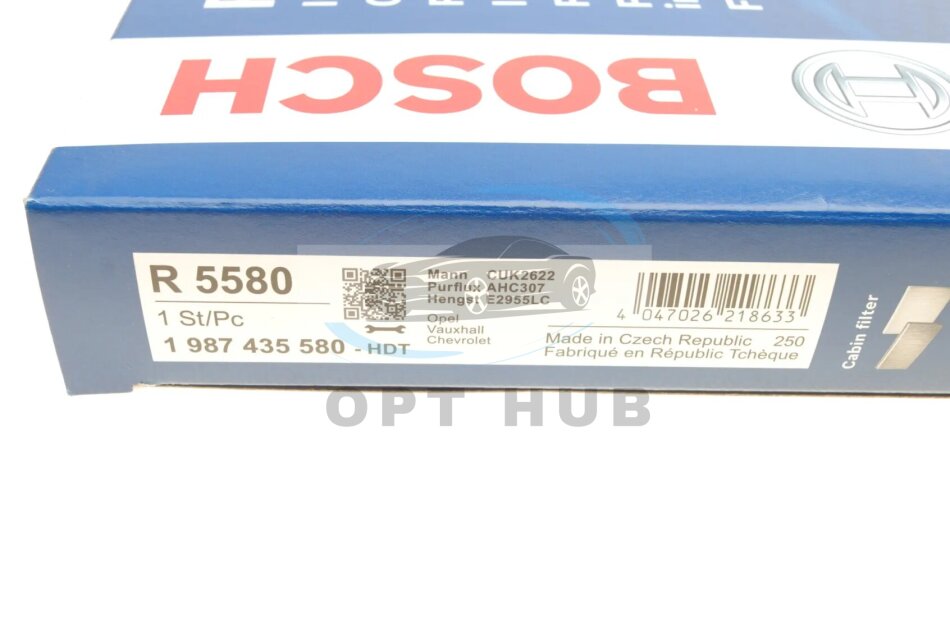 BOSCH
R 5580
1 St/Pc
1 987 435 580 - HDT
Mann CUK2622
Purflux AHC307
Hengst E2955LC
Opel
Vauxhall
Chevrolet
4 047026 218633
Made in Czech Republic 250
Fabriqué en République Tchèque
Cabin filter
OPT HUB